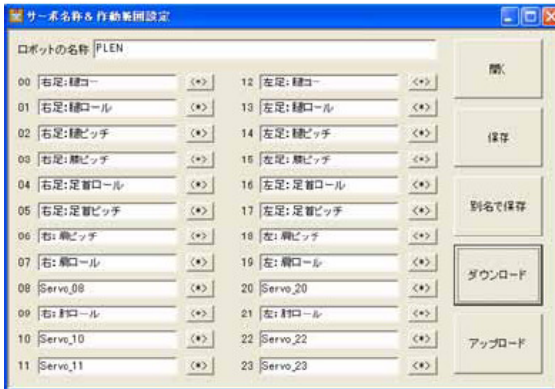 サーボ名称& 作動範囲設定
ロボットの名称 PLEN
開く
00 右足:腿ヨー <*> 12 左足:腿ヨー <*>
01 右足:腿ロール <*> 13 左足:腿ロール <*>
保存
02 右足:腿ピッチ <*> 14 左足:腿ピッチ <*>
03 右足:膝ピッチ <*> 15 左足:膝ピッチ <*>
04 右足:足首ロール <*> 16 左足:足首ロール <*>
別名で保存
05 右足:足首ピッチ <*> 17 左足:足首ピッチ <*>
06 右:肩ピッチ <*> 18 左:肩ピッチ <*>
07 右:肩ロール <*> 19 左:肩ロール <*>
ダウンロード
08 Servo_08 <*> 20 Servo_20 <*>
09 右:肘ロール <*> 21 左:肘ロール <*>
10 Servo_10 <*> 22 Servo_22 <*>
アップロード
11 Servo_11 <*> 23 Servo_23 <*>